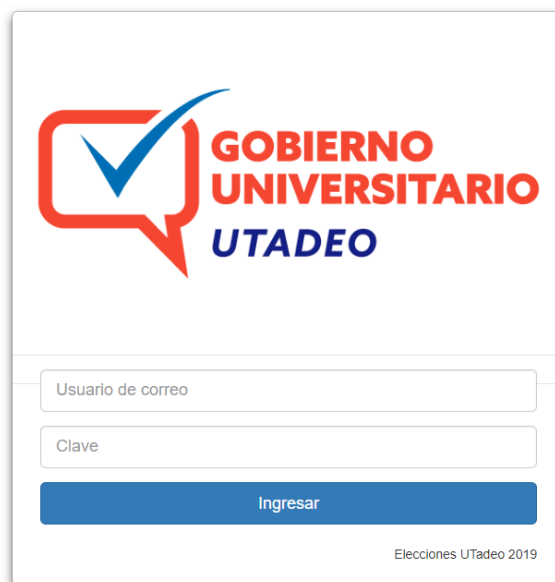 GOBIERNO
UNIVERSITARIO
UTADEO
Usuario de correo
Clave
Ingresar
Elecciones UTadeo 2019